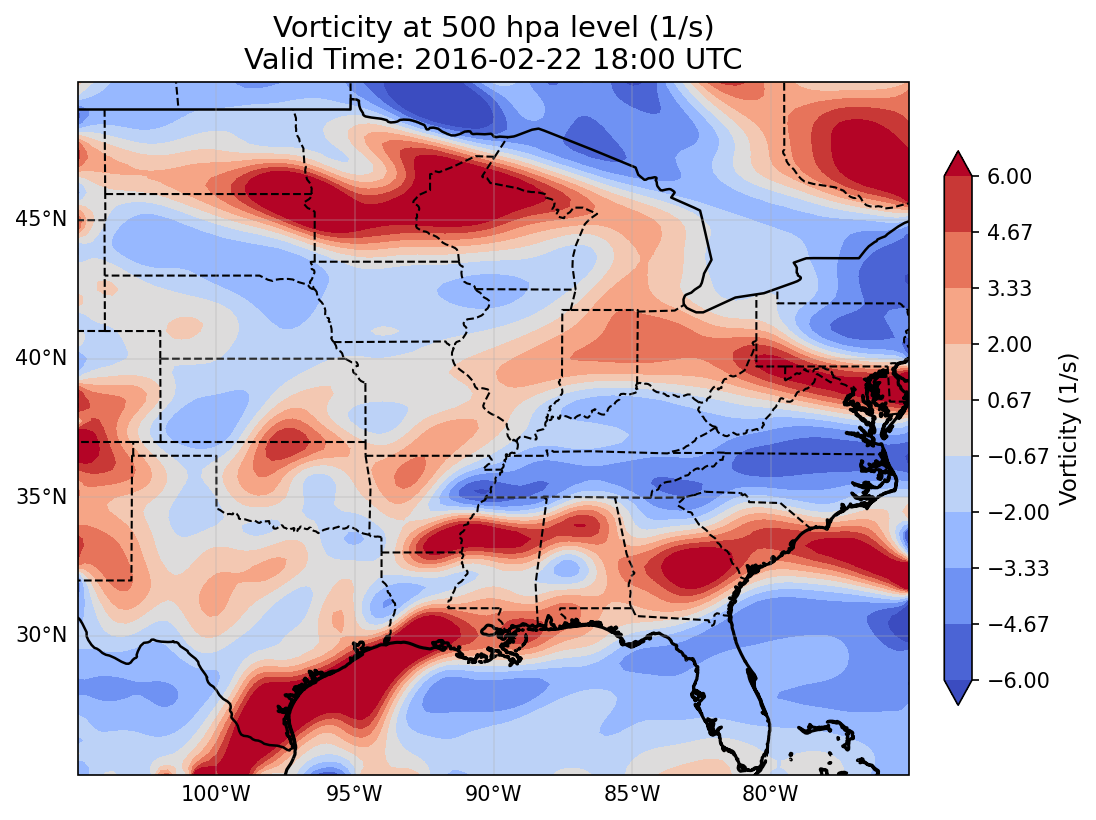 Vorticity at 500 hpa level (1/s)
Valid Time: 2016-02-22 18:00 UTC
45°N
40°N
35°N
30°N
100°W
95°W
90°W
85°W
80°W
6.00
4.67
3.33
2.00
0.67
−0.67
−2.00
−3.33
−4.67
−6.00
Vorticity (1/s)